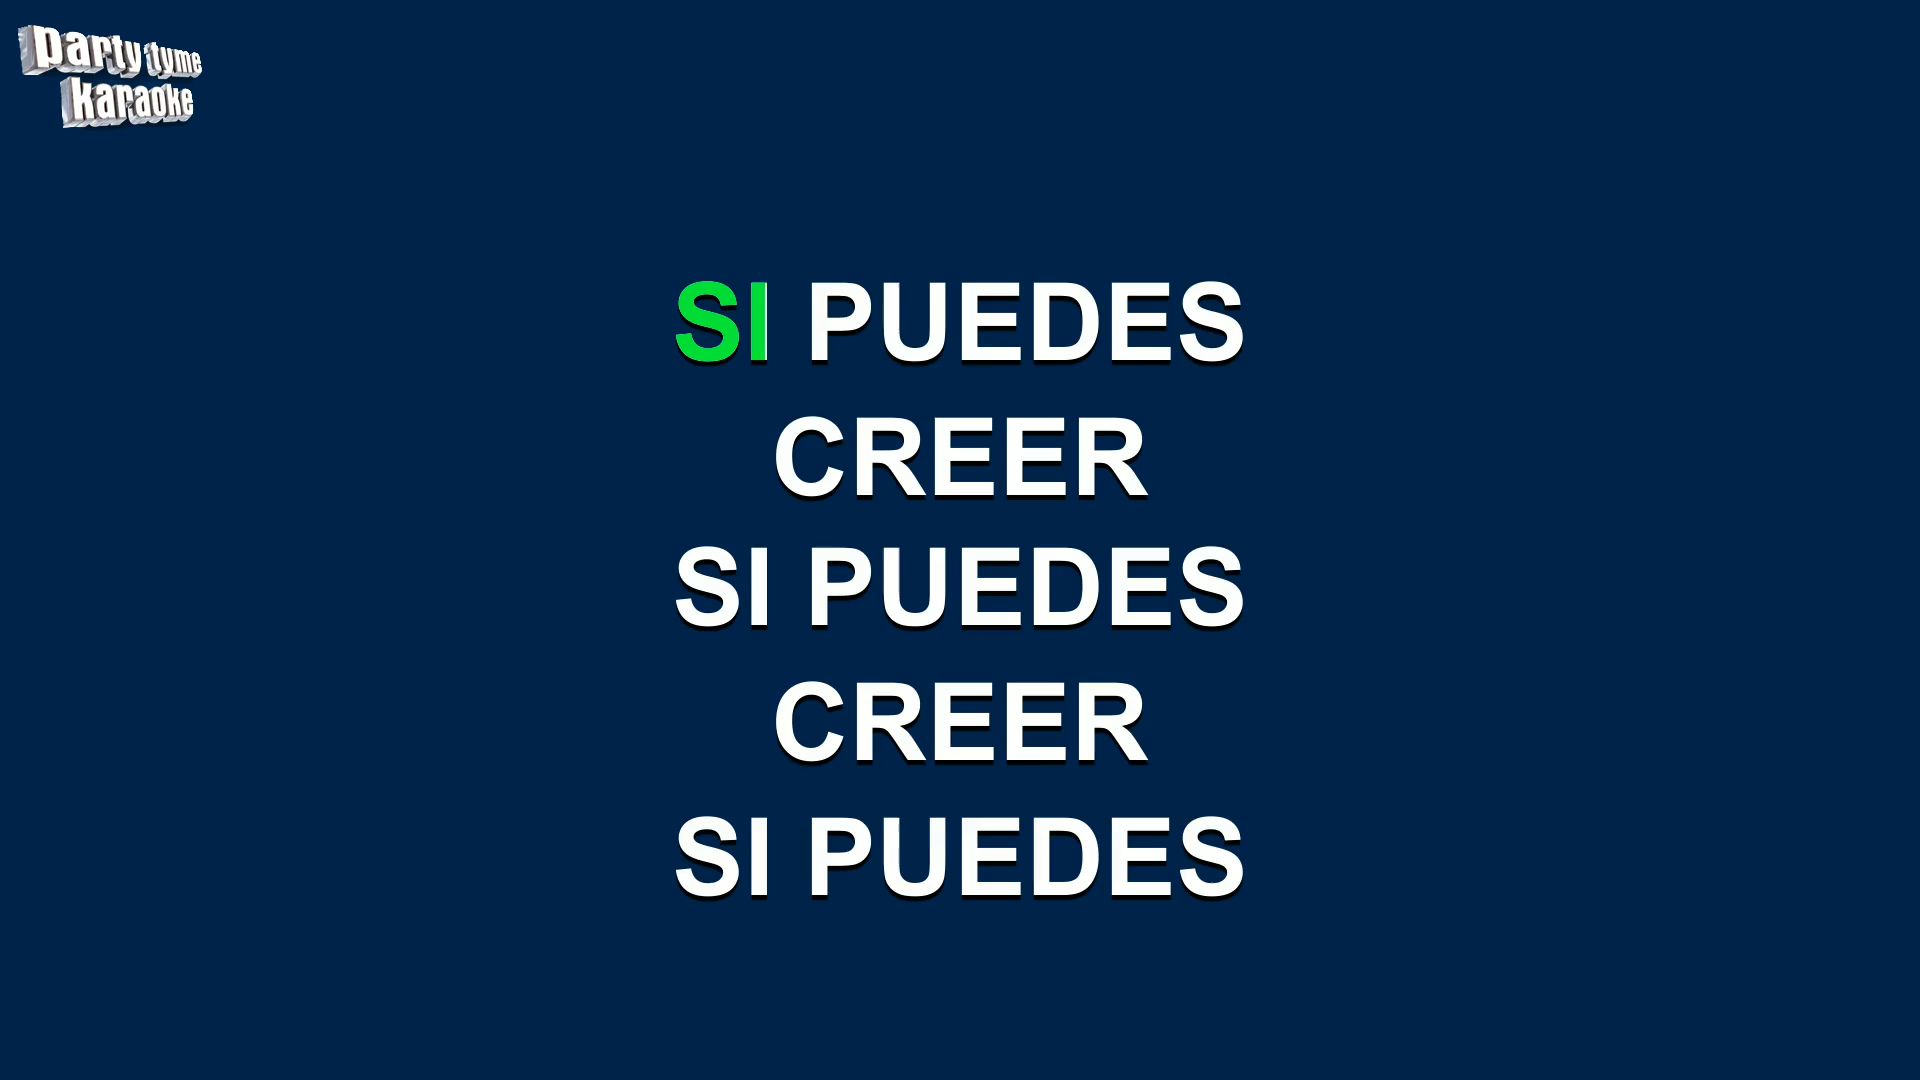 party tyme
karaoke
SI PUEDES
CREER
SI PUEDES
CREER
SI PUEDES